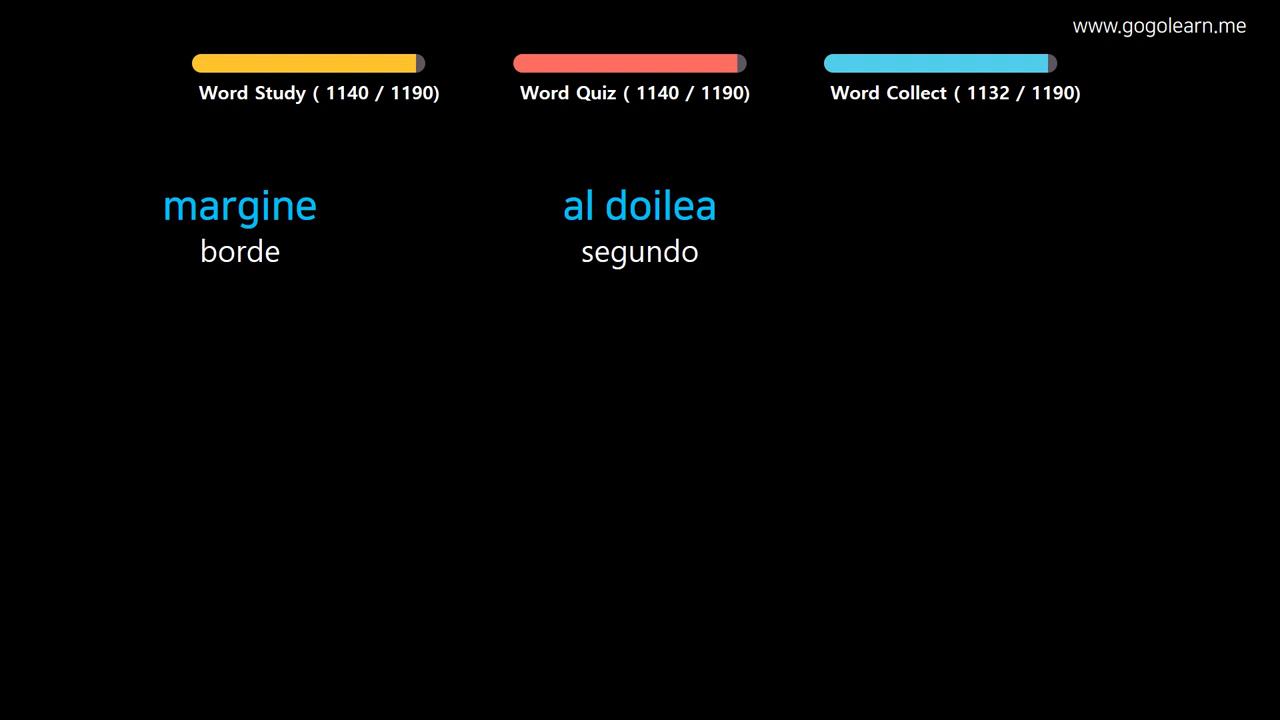 www.gogolearn.me
Word Study ( 1140 / 1190)
Word Quiz ( 1140 / 1190)
Word Collect ( 1132 / 1190)
margine
borde
al doilea
segundo